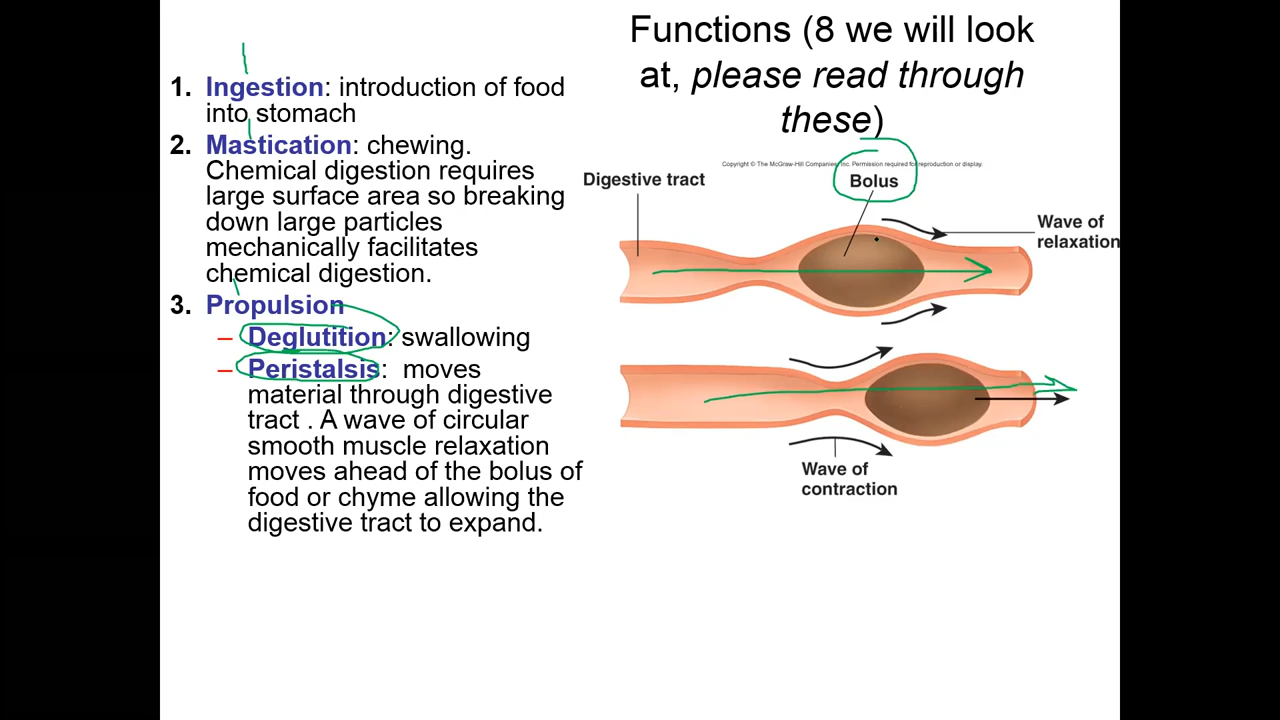 Functions (8 we will look
at, please read through
these)
1. Ingestion: introduction of food
into stomach
2. Mastication: chewing.
Chemical digestion requires
large surface area so breaking
down large particles
mechanically facilitates
chemical digestion.
3. Propulsion
– Deglutition: swallowing
– Peristalsis: moves
material through digestive
tract . A wave of circular
smooth muscle relaxation
moves ahead of the bolus of
food or chyme allowing the
digestive tract to expand.
Copyright © The McGraw-Hill Companies, Inc. Permission required for reproduction or display.
Digestive tract
Bolus
Wave of
relaxation
Wave of
contraction